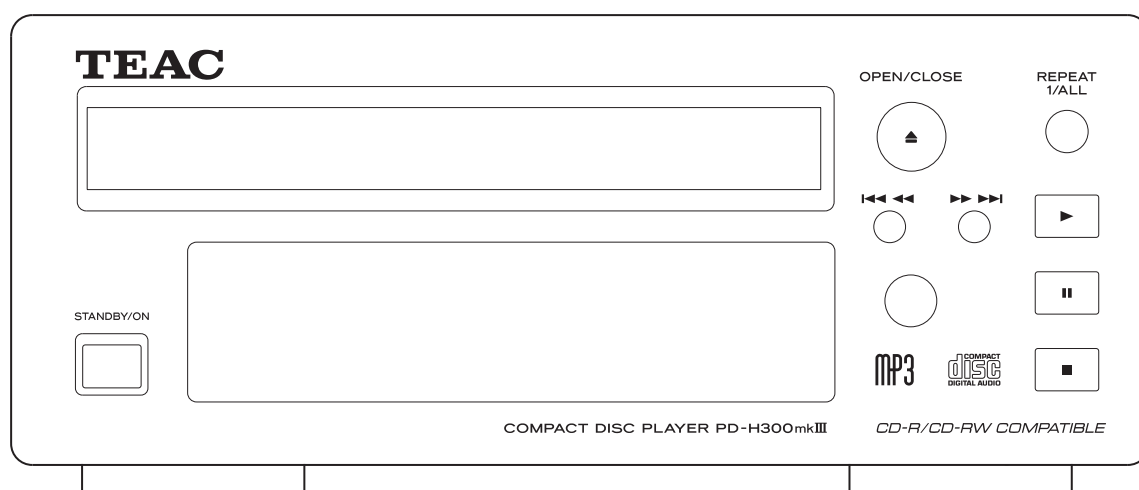 TEAC
OPEN/CLOSE
REPEAT
1/ALL
STANDBY/ON
MP3
COMPACT
disc
DIGITAL AUDIO
COMPACT DISC PLAYER PD-H300mkⅢ
CD-R/CD-RW COMPATIBLE